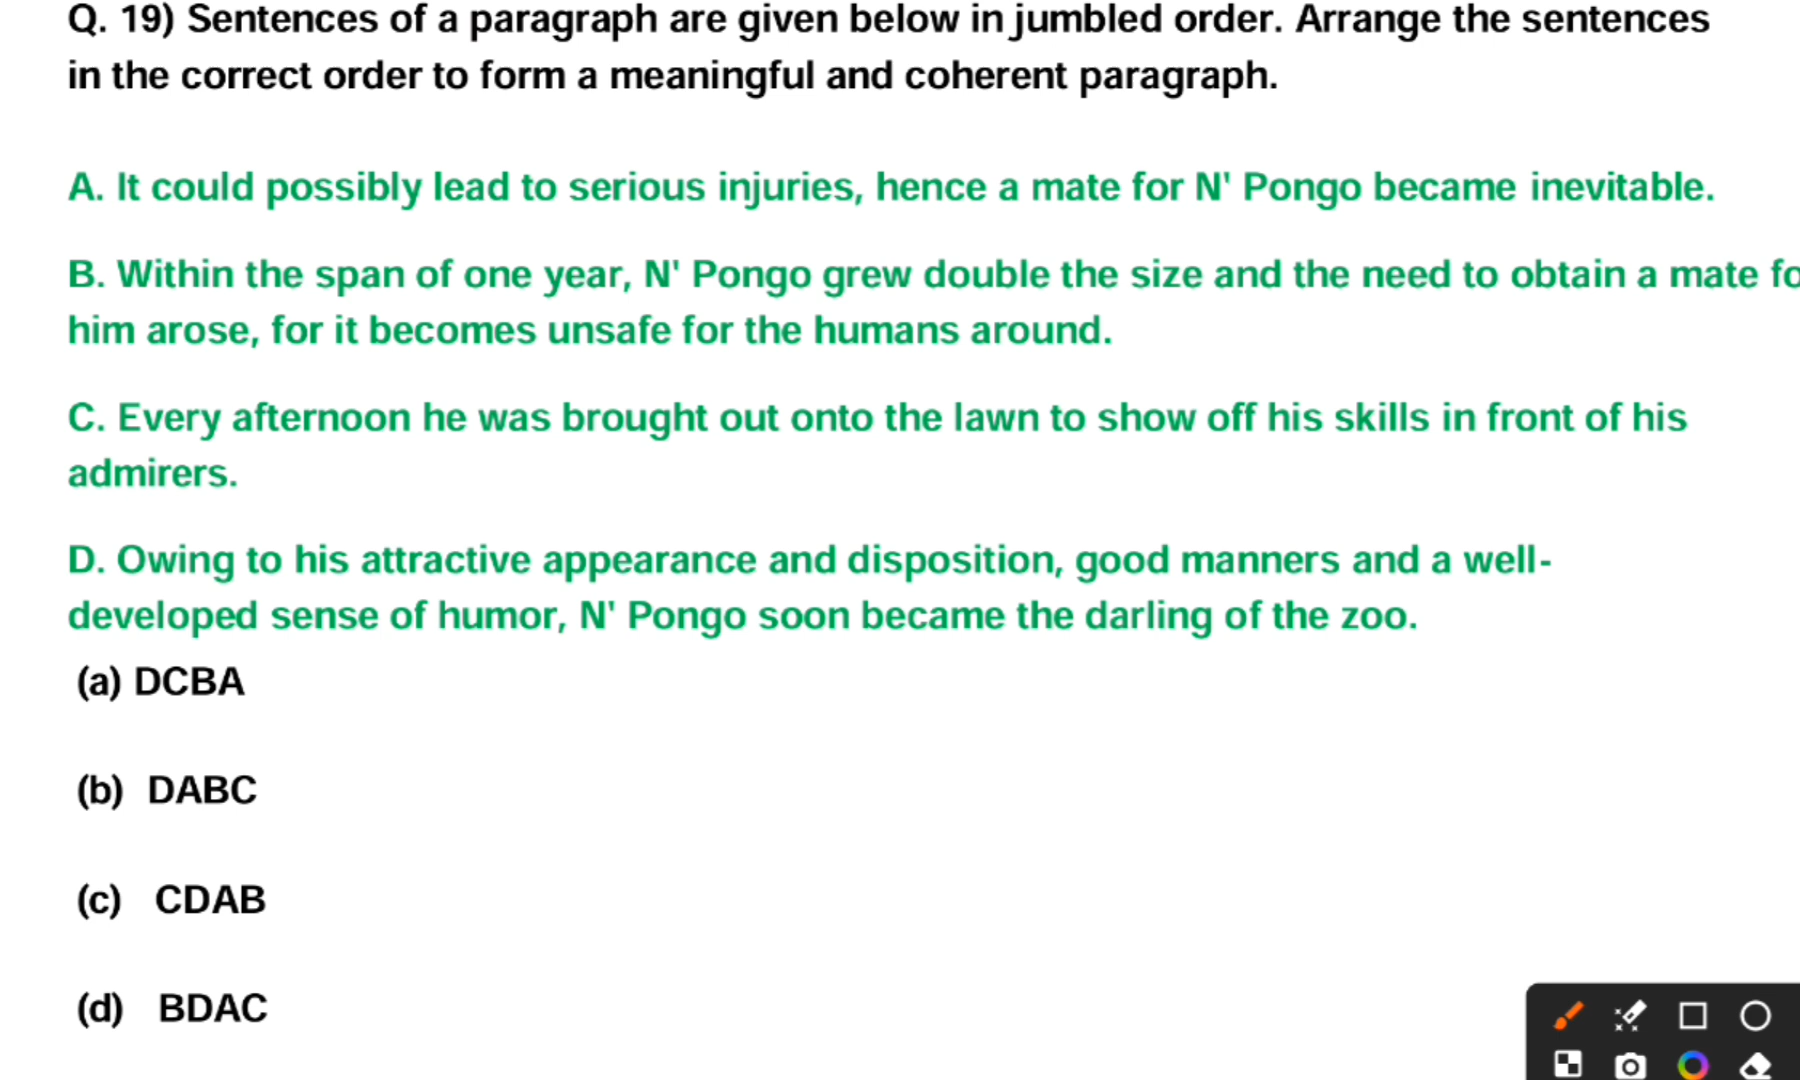 Q. 19) Sentences of a paragraph are given below in jumbled order. Arrange the sentences
in the correct order to form a meaningful and coherent paragraph.
A. It could possibly lead to serious injuries, hence a mate for N' Pongo became inevitable.
B. Within the span of one year, N' Pongo grew double the size and the need to obtain a mate fo
him arose, for it becomes unsafe for the humans around.
C. Every afternoon he was brought out onto the lawn to show off his skills in front of his
admirers.
D. Owing to his attractive appearance and disposition, good manners and a well-
developed sense of humor, N' Pongo soon became the darling of the zoo.
(a) DCBA
(b) DABC
(c) CDAB
(d) BDAC